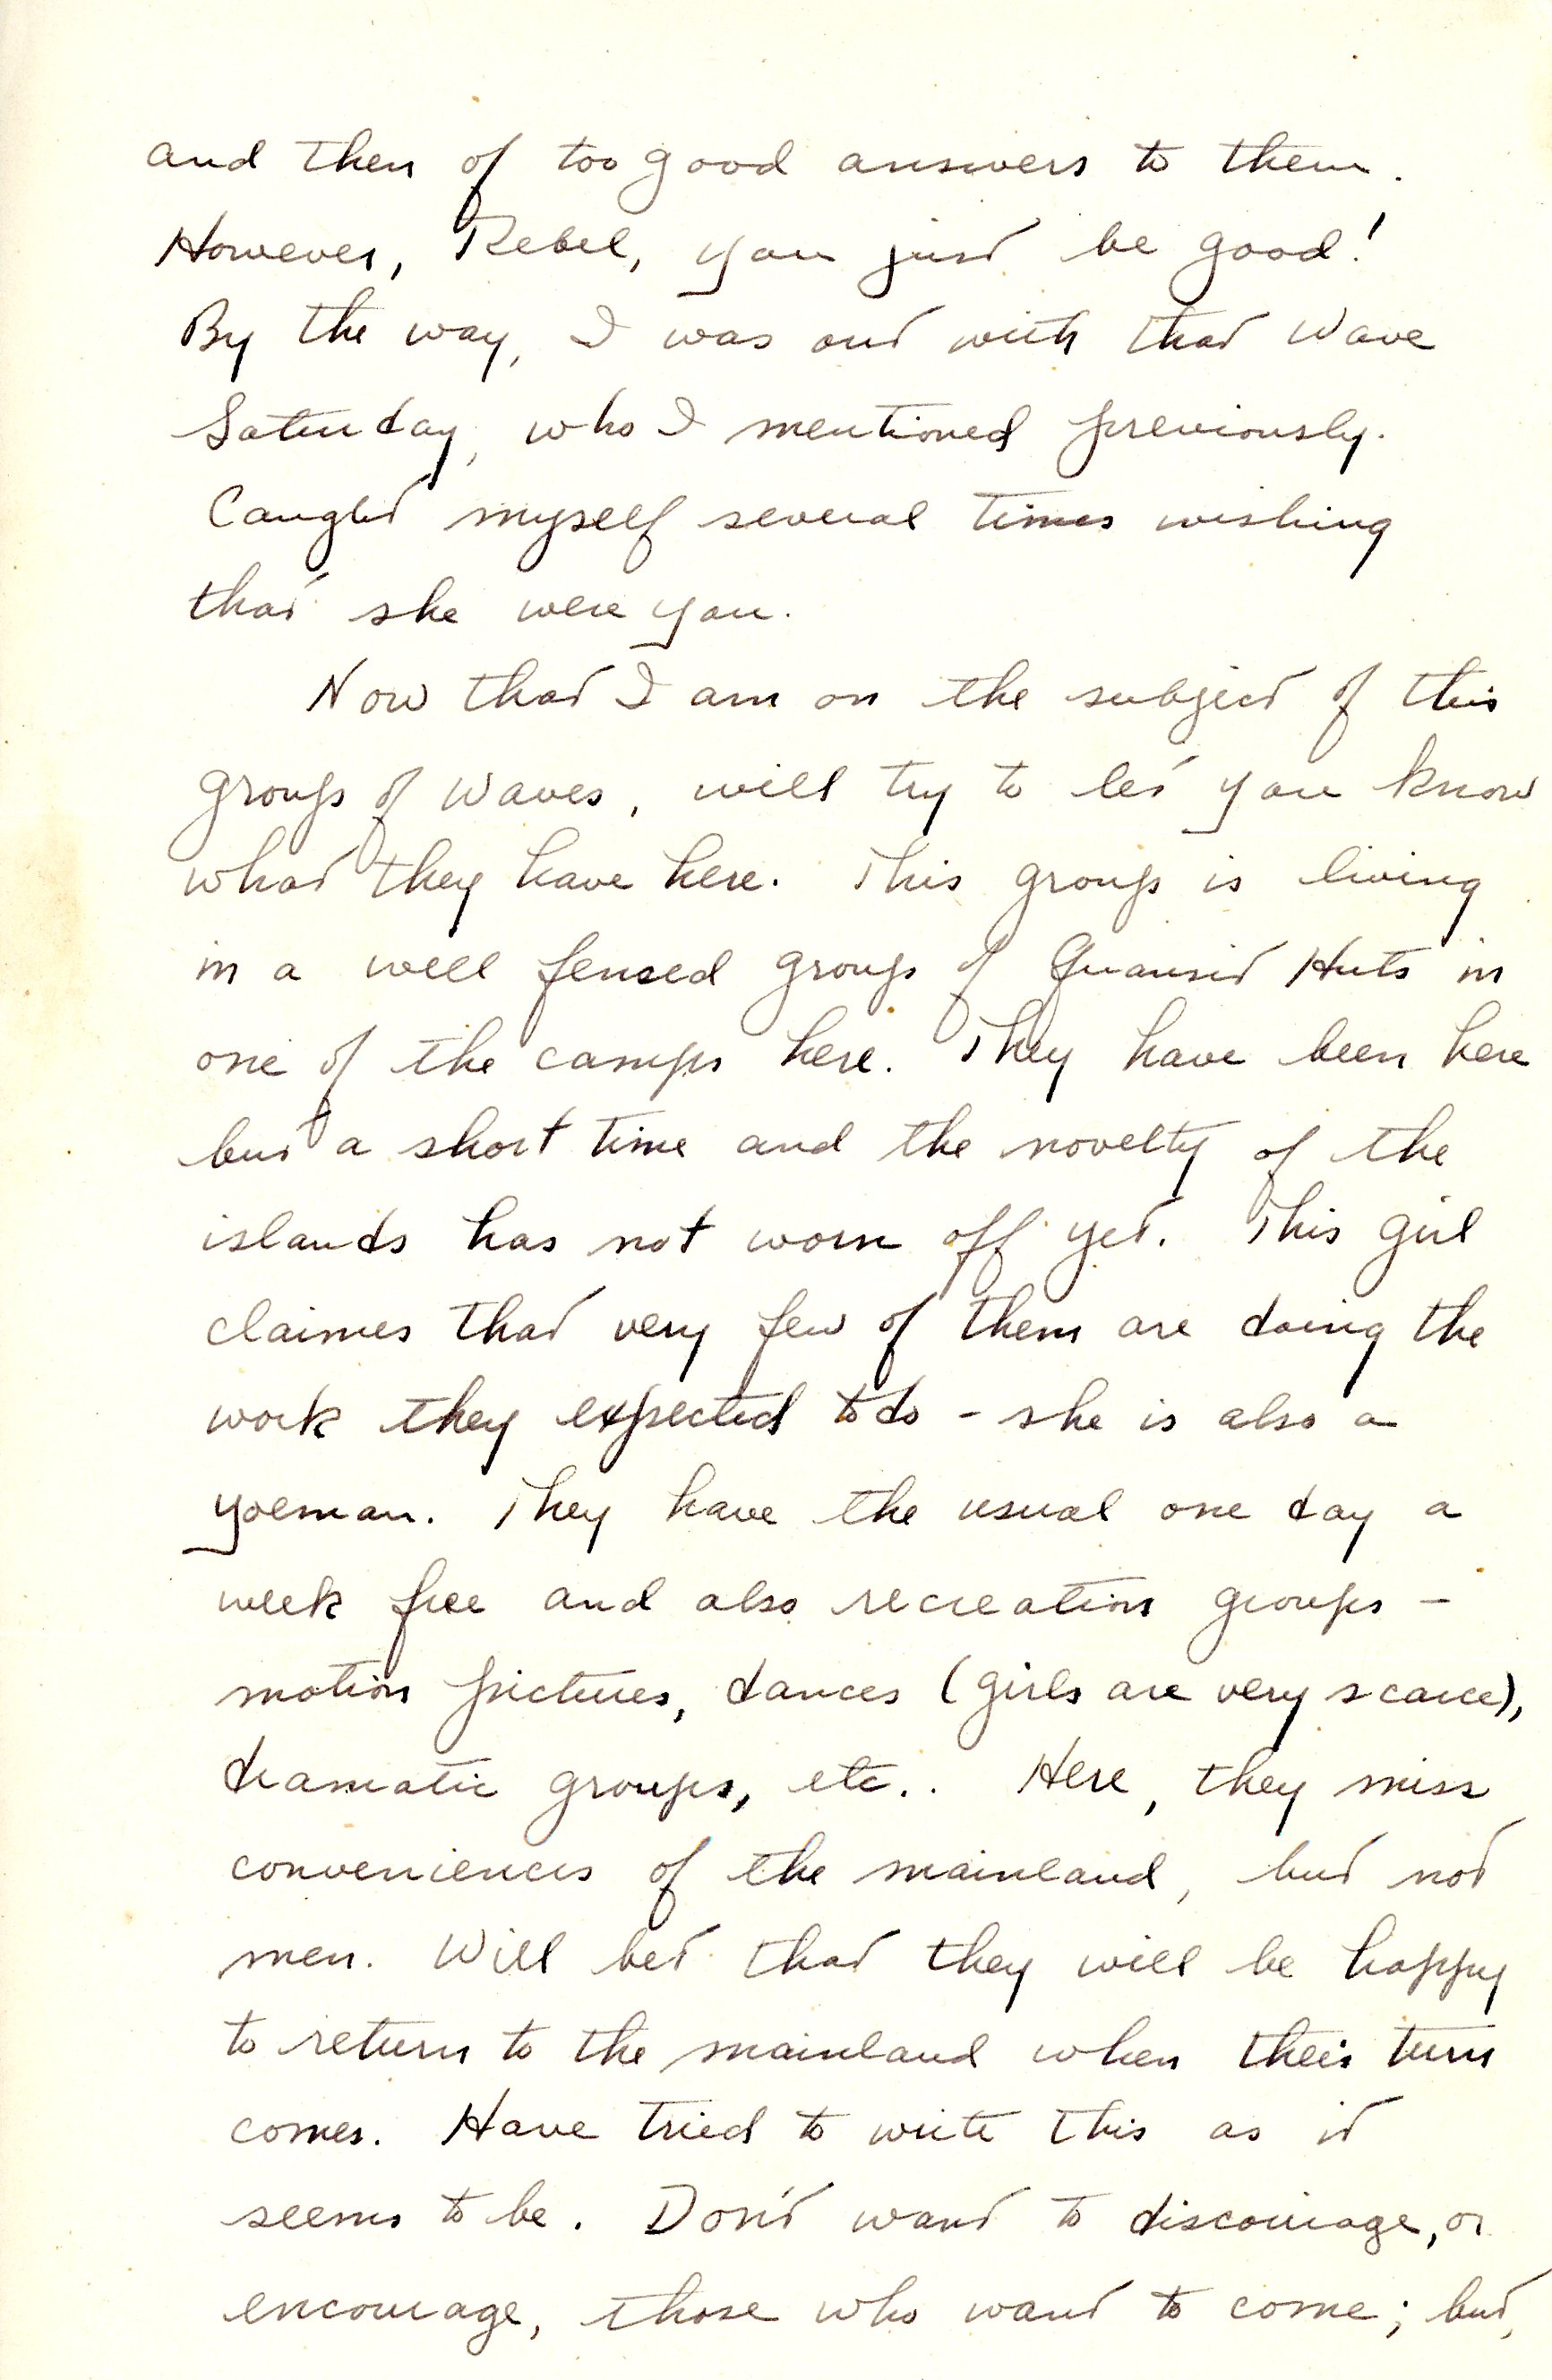 and then of too good answers to them.
However, Rebel, you just be good!
By the way, I was out with that Wave
Saturday, who I mentioned previously.
Caught myself several times wishing
that she were you.
Now that I am on the subject of this
group of Waves, will try to let you know
what they have here. This group is living
in a well fenced group of Quansit Huts in
one of the camps here. They have been here
but a short time and the novelty of the
islands has not worn off yet. This girl
claimes that very few of them are doing the
work they expected to do - she is also a
yoeman. They have the usual one day a
week free and also recreation groups -
motion pictures, dances (girls are very scarce),
dramatic groups, etc.. Here, they miss
conveniences of the mainland, but not
men. Will bet that they will be happy
to return to the mainland when their turn
comes. Have tried to write this as it
seems to be. Don't want to discourage, or
encourage, those who want to come; but,